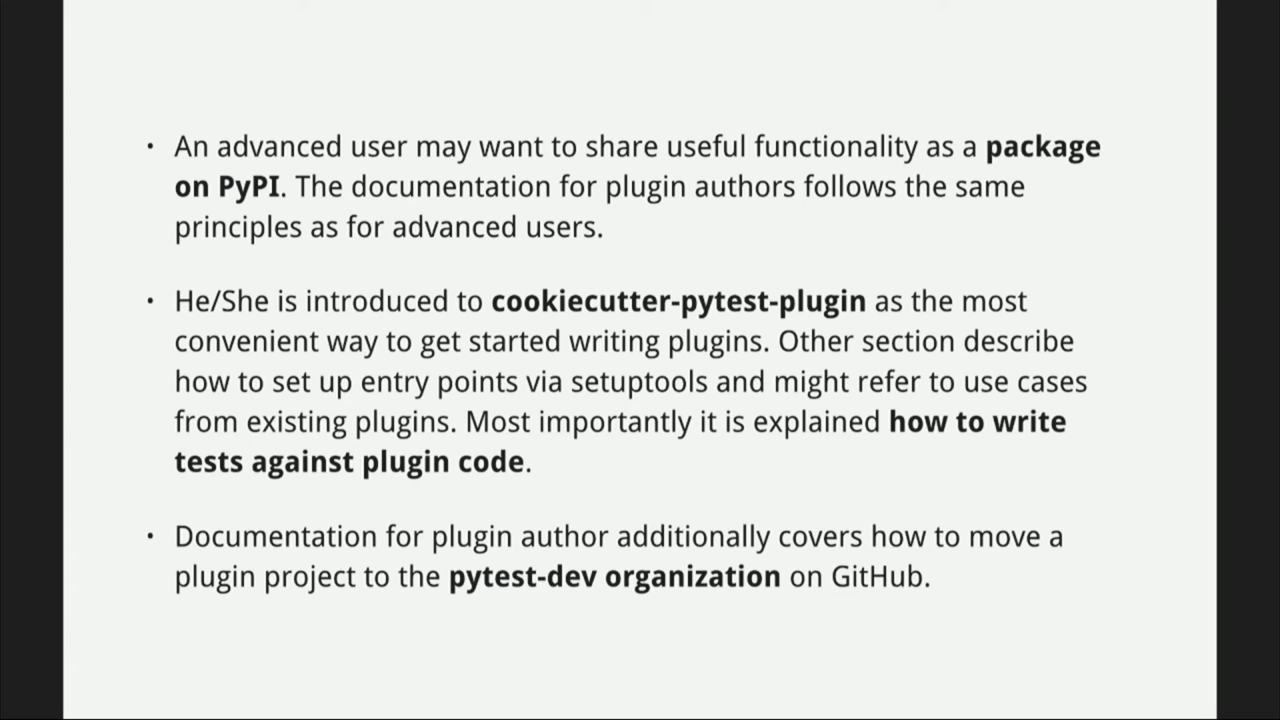 • An advanced user may want to share useful functionality as a package
on PyPI. The documentation for plugin authors follows the same
principles as for advanced users.
• He/She is introduced to cookiecutter-pytest-plugin as the most
convenient way to get started writing plugins. Other section describe
how to set up entry points via setuptools and might refer to use cases
from existing plugins. Most importantly it is explained how to write
tests against plugin code.
• Documentation for plugin author additionally covers how to move a
plugin project to the pytest-dev organization on GitHub.